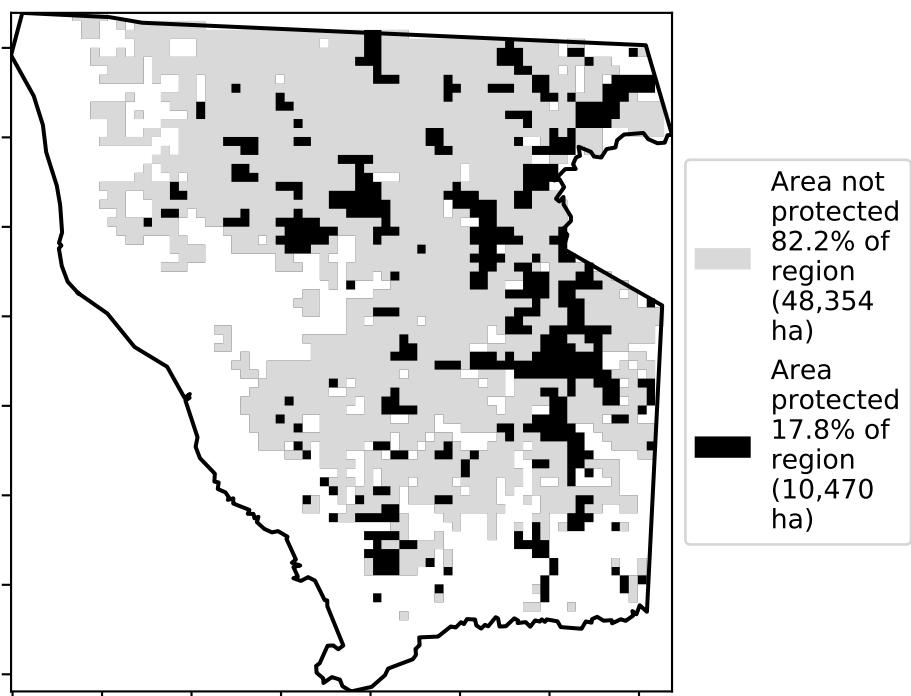 Area not
protected
82.2% of
region
(48,354
ha)
Area
protected
17.8% of
region
(10,470
ha)